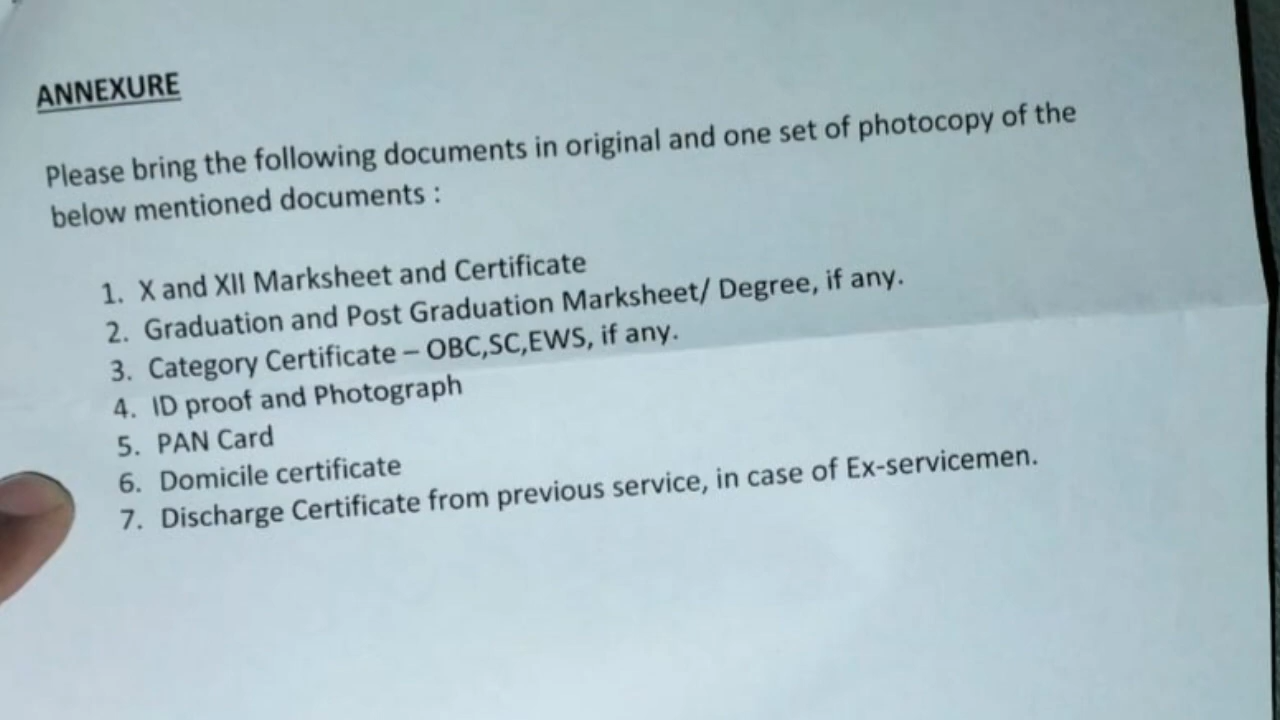 ANNEXURE
Please bring the following documents in original and one set of photocopy of the
below mentioned documents :
1. X and XII Marksheet and Certificate
2. Graduation and Post Graduation Marksheet/ Degree, if any.
3. Category Certificate – OBC,SC,EWS, if any.
4. ID proof and Photograph
5. PAN Card
6. Domicile certificate
7. Discharge Certificate from previous service, in case of Ex-servicemen.